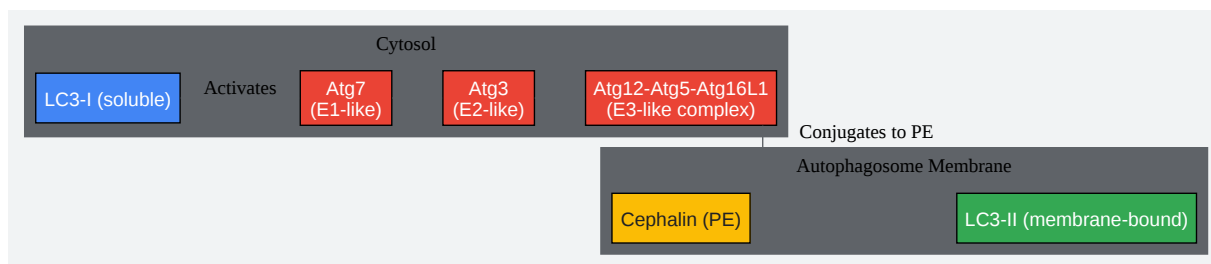 Cytosol
LC3-I (soluble)
Activates
Atg7
(E1-like)
Atg3
(E2-like)
Atg12-Atg5-Atg16L1
(E3-like complex)
Conjugates to PE
Autophagosome Membrane
Cephalin (PE)
LC3-II (membrane-bound)